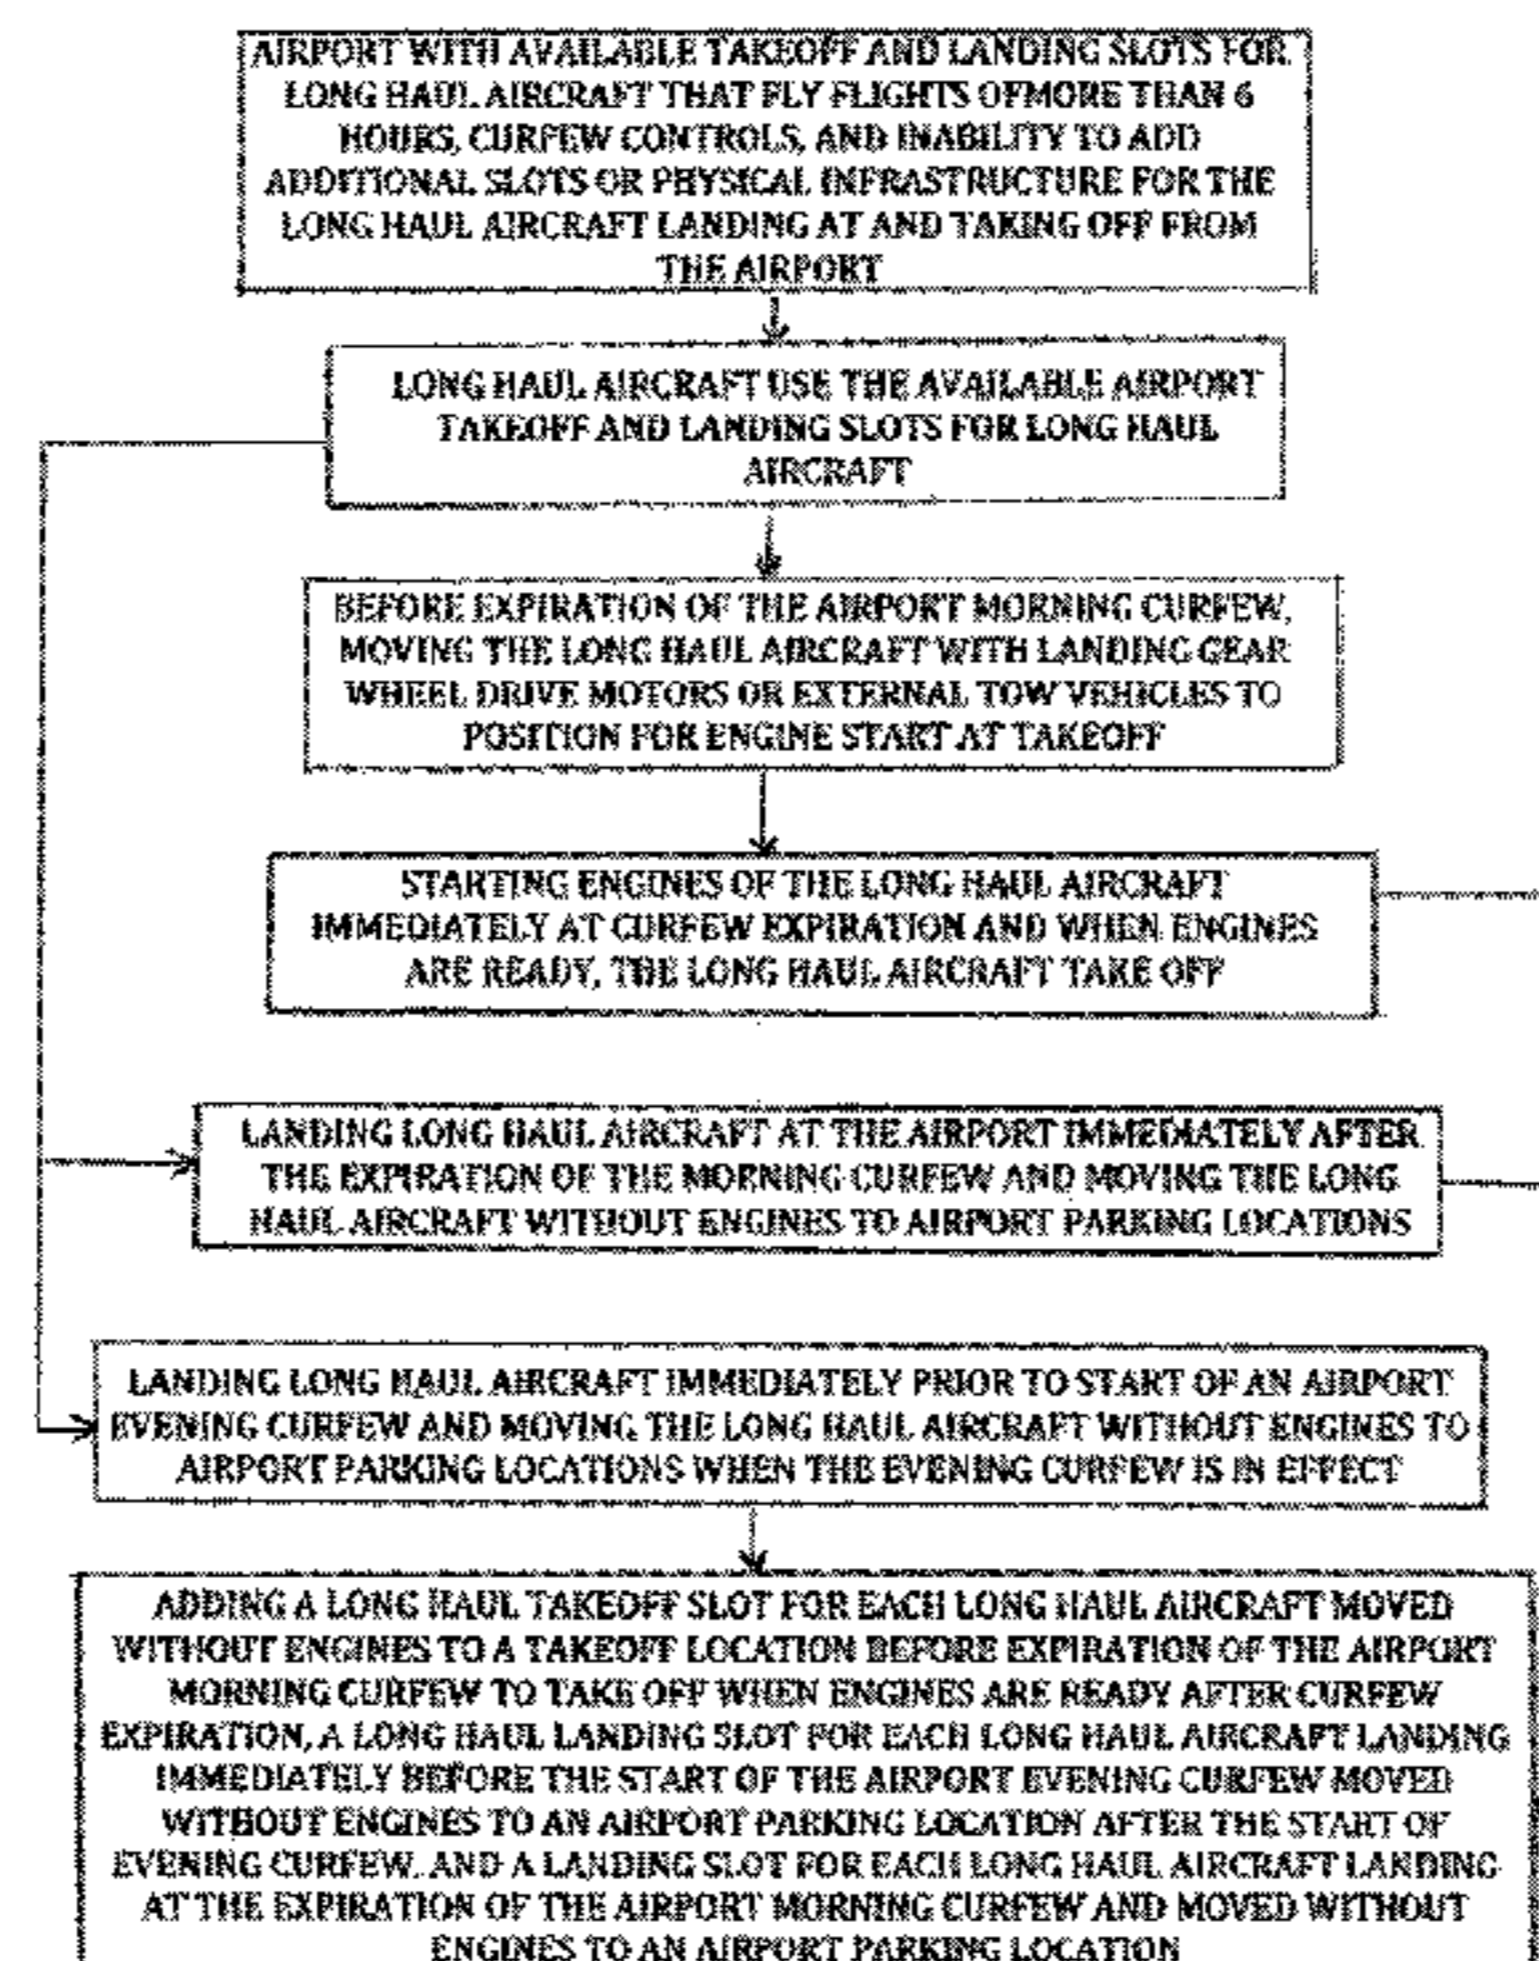 AIRPORT WITH AVAILABLE TAKEOFF AND LANDING SLOTS FOR
LONG HAUL AIRCRAFT THAT FLY FLIGHTS OFMORE THAN 6
HOURS, CURFEW CONTROLS, AND INABILITY TO ADD
ADDITIONAL SLOTS OR PHYSICAL INFRASTRUCTURE FOR THE
LONG HAUL AIRCRAFT LANDING AT AND TAKING OFF FROM
THE AIRPORT
LONG HAUL AIRCRAFT USE THE AVAILABLE AIRPORT
TAKEOFF AND LANDING SLOTS FOR LONG HAUL
AIRCRAFT
BEFORE EXPIRATION OF THE AIRPORT MORNING CURFEW,
MOVING THE LONG HAUL AIRCRAFT WITH LANDING GEAR
WHEEL DRIVE MOTORS OR EXTERNAL TOW VEHICLES TO
POSITION FOR ENGINE START AT TAKEOFF
STARTING ENGINES OF THE LONG HAUL AIRCRAFT
IMMEDIATELY AT CURFEW EXPIRATION AND WHEN ENGINES
ARE READY, THE LONG HAUL AIRCRAFT TAKE OFF
LANDING LONG HAUL AIRCRAFT AT THE AIRPORT IMMEDIATELY AFTER
THE EXPIRATION OF THE MORNING CURFEW AND MOVING THE LONG
HAUL AIRCRAFT WITHOUT ENGINES TO AIRPORT PARKING LOCATIONS
LANDING LONG HAUL AIRCRAFT IMMEDIATELY PRIOR TO START OF AN AIRPORT
EVENING CURFEW AND MOVING THE LONG HAUL AIRCRAFT WITHOUT ENGINES TO
AIRPORT PARKING LOCATIONS WHEN THE EVENING CURFEW IS IN EFFECT
ADDING A LONG HAUL TAKEOFF SLOT FOR EACH LONG HAUL AIRCRAFT MOVED
WITHOUT ENGINES TO A TAKEOFF LOCATION BEFORE EXPIRATION OF THE AIRPORT
MORNING CURFEW TO TAKE OFF WHEN ENGINES ARE READY AFTER CURFEW
EXPIRATION, A LONG HAUL LANDING SLOT FOR EACH LONG HAUL AIRCRAFT LANDING
IMMEDIATELY BEFORE THE START OF THE AIRPORT EVENING CURFEW MOVED
WITHOUT ENGINES TO AN AIRPORT PARKING LOCATION AFTER THE START OF
EVENING CURFEW. AND A LANDING SLOT FOR EACH LONG HAUL AIRCRAFT LANDING
AT THE EXPIRATION OF THE AIRPORT MORNING CURFEW AND MOVED WITHOUT
ENGINES TO AN AIRPORT PARKING LOCATION